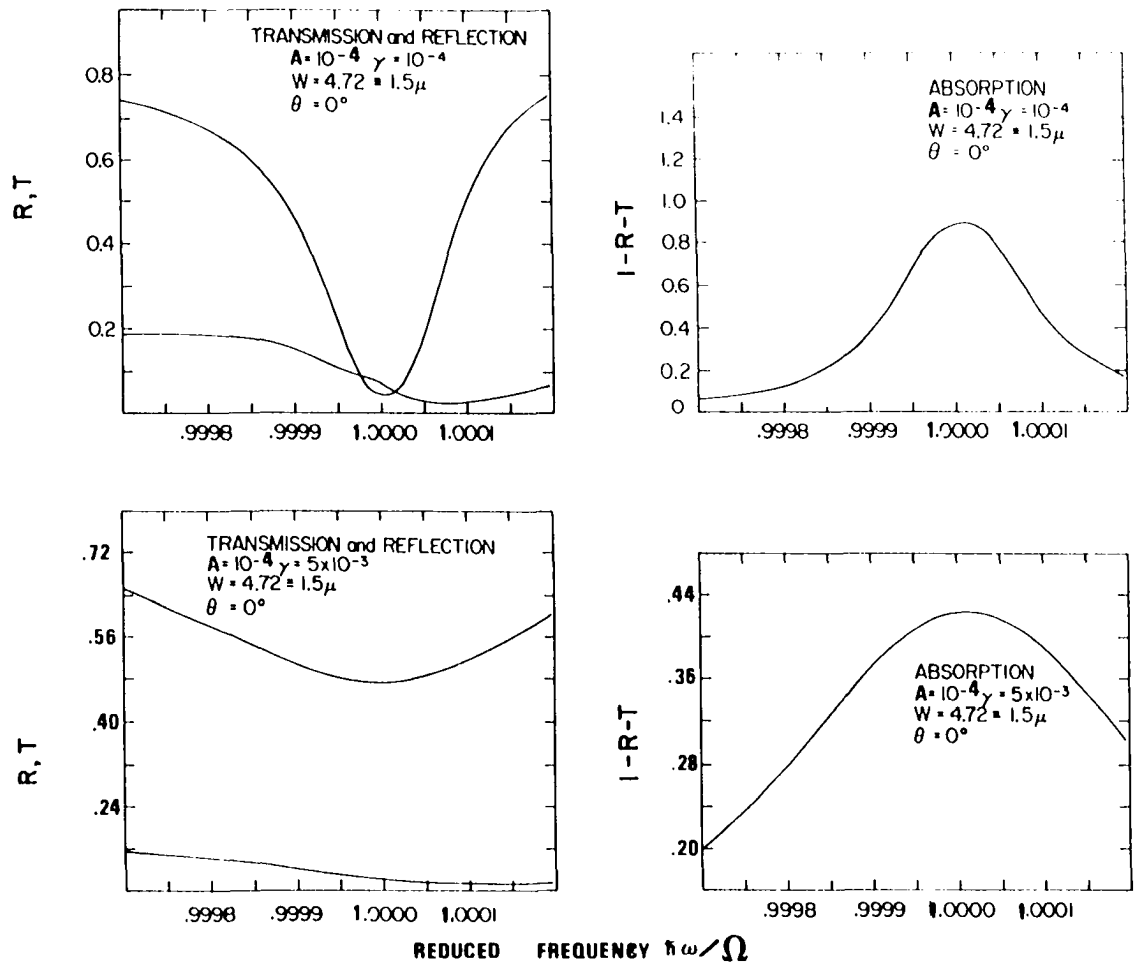 TRANSMISSION and REFLECTION
A = 10⁻⁴ γ = 10⁻⁴
W = 4.72 ≡ 1.5μ
θ = 0°
R, T
0.8
0.6
0.4
0.2
.9998 .9999 1.0000 1.0001
ABSORPTION
A = 10⁻⁴ γ = 10⁻⁴
W = 4.72 ≡ 1.5μ
θ = 0°
1-R-T
1.4
1.2
1.0
0.8
0.6
0.4
0.2
0
.9998 .9999 1.0000 1.0001
TRANSMISSION and REFLECTION
A = 10⁻⁴ γ = 5x10⁻³
W = 4.72 ≡ 1.5μ
θ = 0°
R, T
.72
.56
.40
.24
.9998 .9999 1.0000 1.0001
ABSORPTION
A = 10⁻⁴ γ = 5x10⁻³
W = 4.72 ≡ 1.5μ
θ = 0°
1-R-T
.44
.36
.28
.20
.9998 .9999 1.0000 1.0001
REDUCED FREQUENCY ħω/Ω